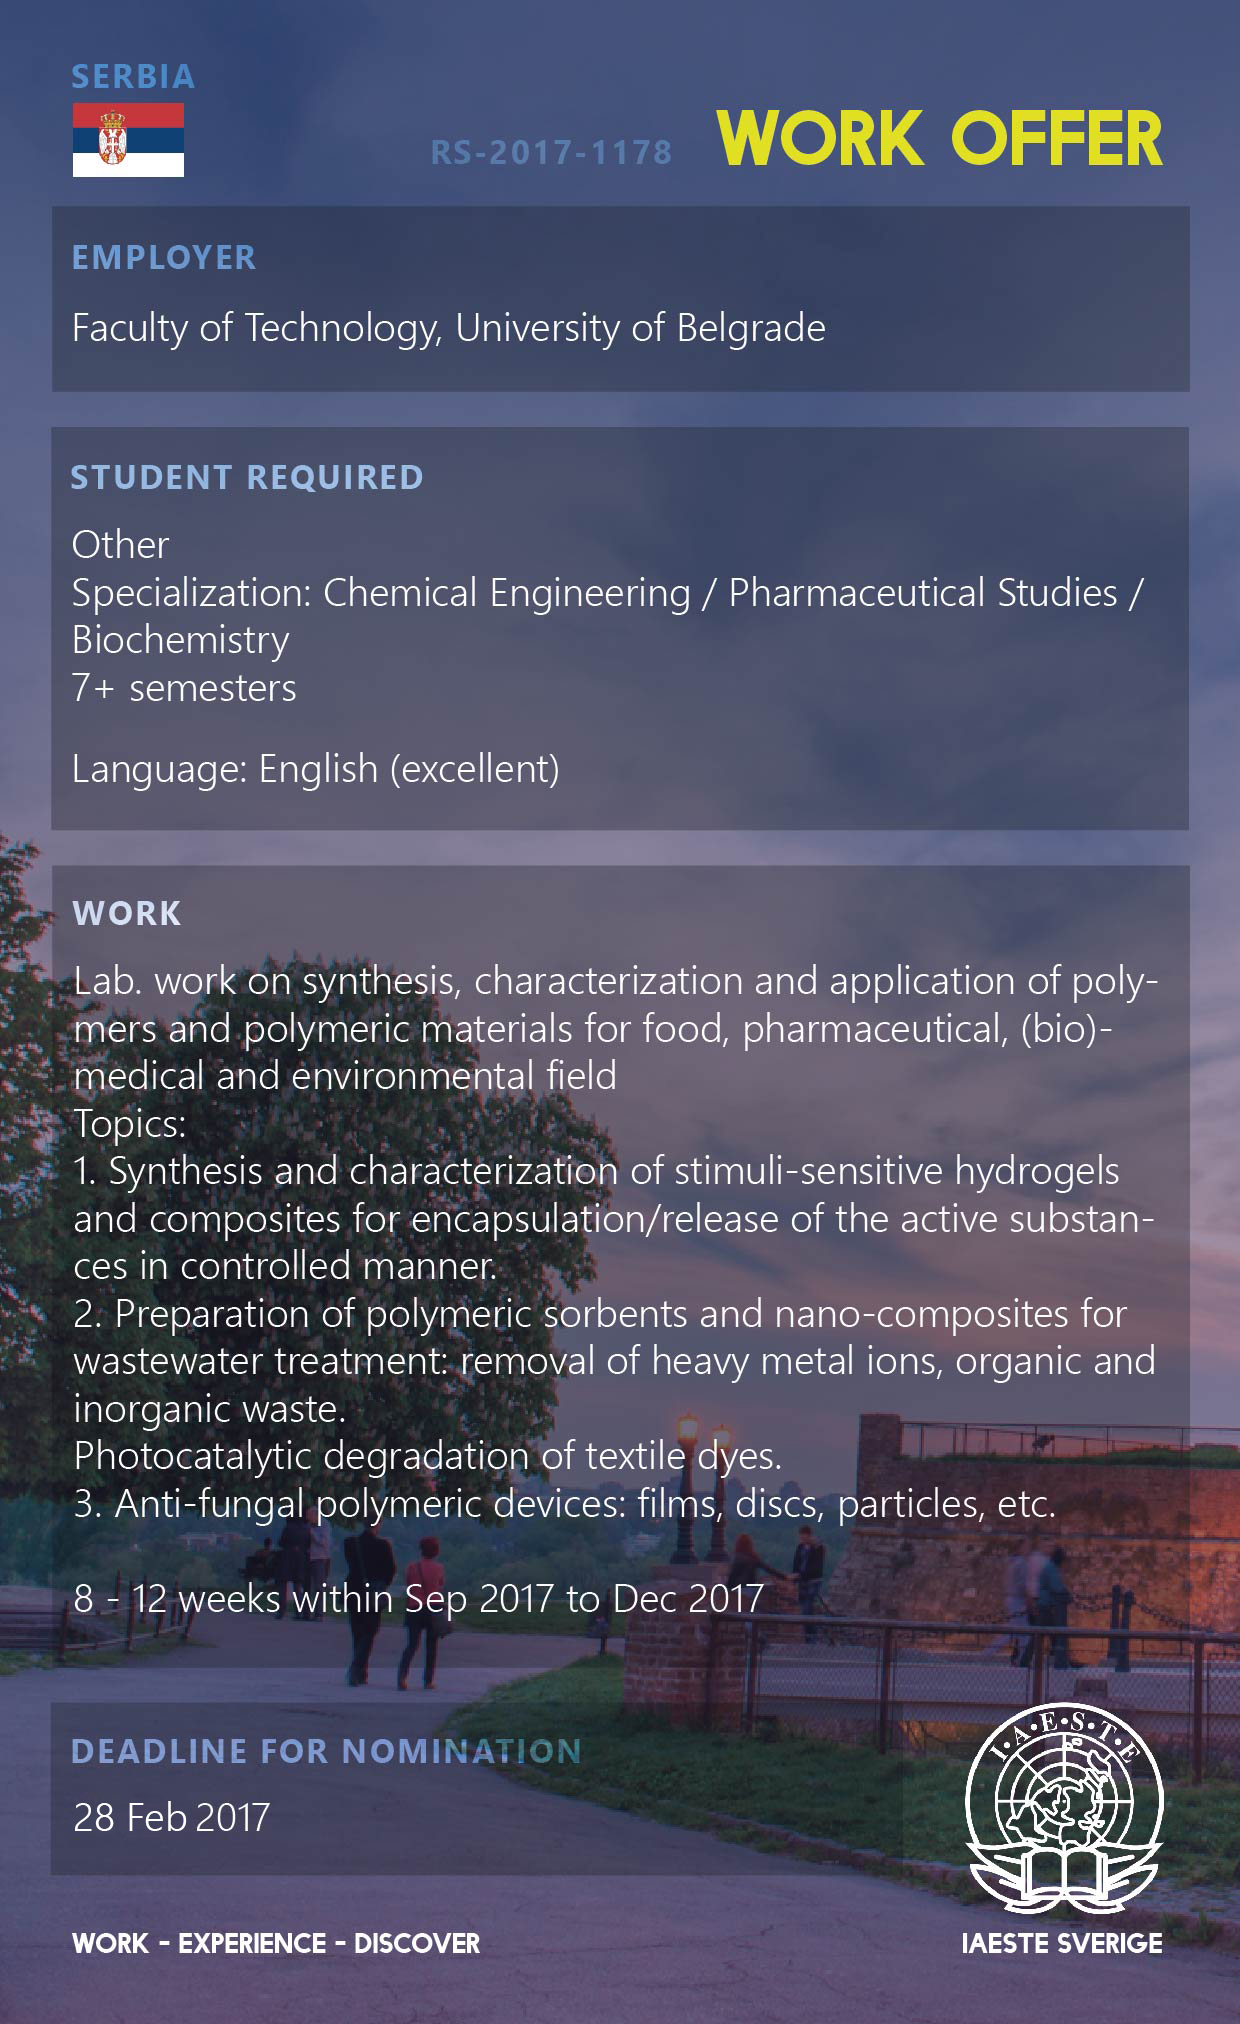 SERBIA
RS-2017-1178 WORK OFFER
EMPLOYER
Faculty of Technology, University of Belgrade
STUDENT REQUIRED
Other
Specialization: Chemical Engineering / Pharmaceutical Studies /
Biochemistry
7+ semesters
Language: English (excellent)
WORK
Lab. work on synthesis, characterization and application of poly-
mers and polymeric materials for food, pharmaceutical, (bio)-
medical and environmental field
Topics:
1. Synthesis and characterization of stimuli-sensitive hydrogels
and composites for encapsulation/release of the active substan-
ces in controlled manner.
2. Preparation of polymeric sorbents and nano-composites for
wastewater treatment: removal of heavy metal ions, organic and
inorganic waste.
Photocatalytic degradation of textile dyes.
3. Anti-fungal polymeric devices: films, discs, particles, etc.
8 - 12 weeks within Sep 2017 to Dec 2017
DEADLINE FOR NOMINATION
28 Feb 2017
I·A·E·S·T·E
WORK - EXPERIENCE - DISCOVER
IAESTE SVERIGE